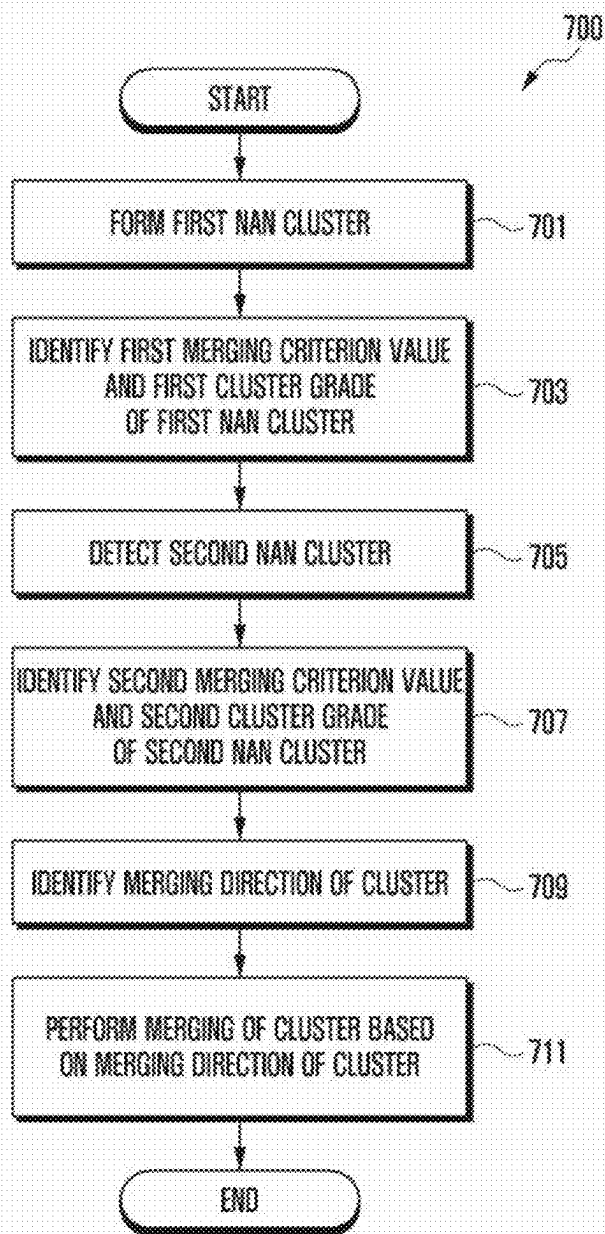 700
START
FORM FIRST NAN CLUSTER
701
IDENTIFY FIRST MERGING CRITERION VALUE
AND FIRST CLUSTER GRADE
OF FIRST NAN CLUSTER
703
DETECT SECOND NAN CLUSTER
705
IDENTIFY SECOND MERGING CRITERION VALUE
AND SECOND CLUSTER GRADE
OF SECOND NAN CLUSTER
707
IDENTIFY MERGING DIRECTION OF CLUSTER
709
PERFORM MERGING OF CLUSTER BASED
ON MERGING DIRECTION OF CLUSTER
711
END